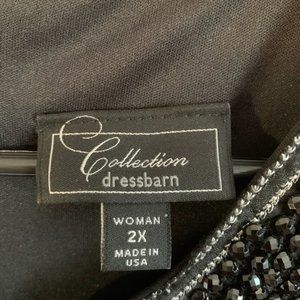 Collection
dressbarn
WOMAN
2X
MADE IN
USA